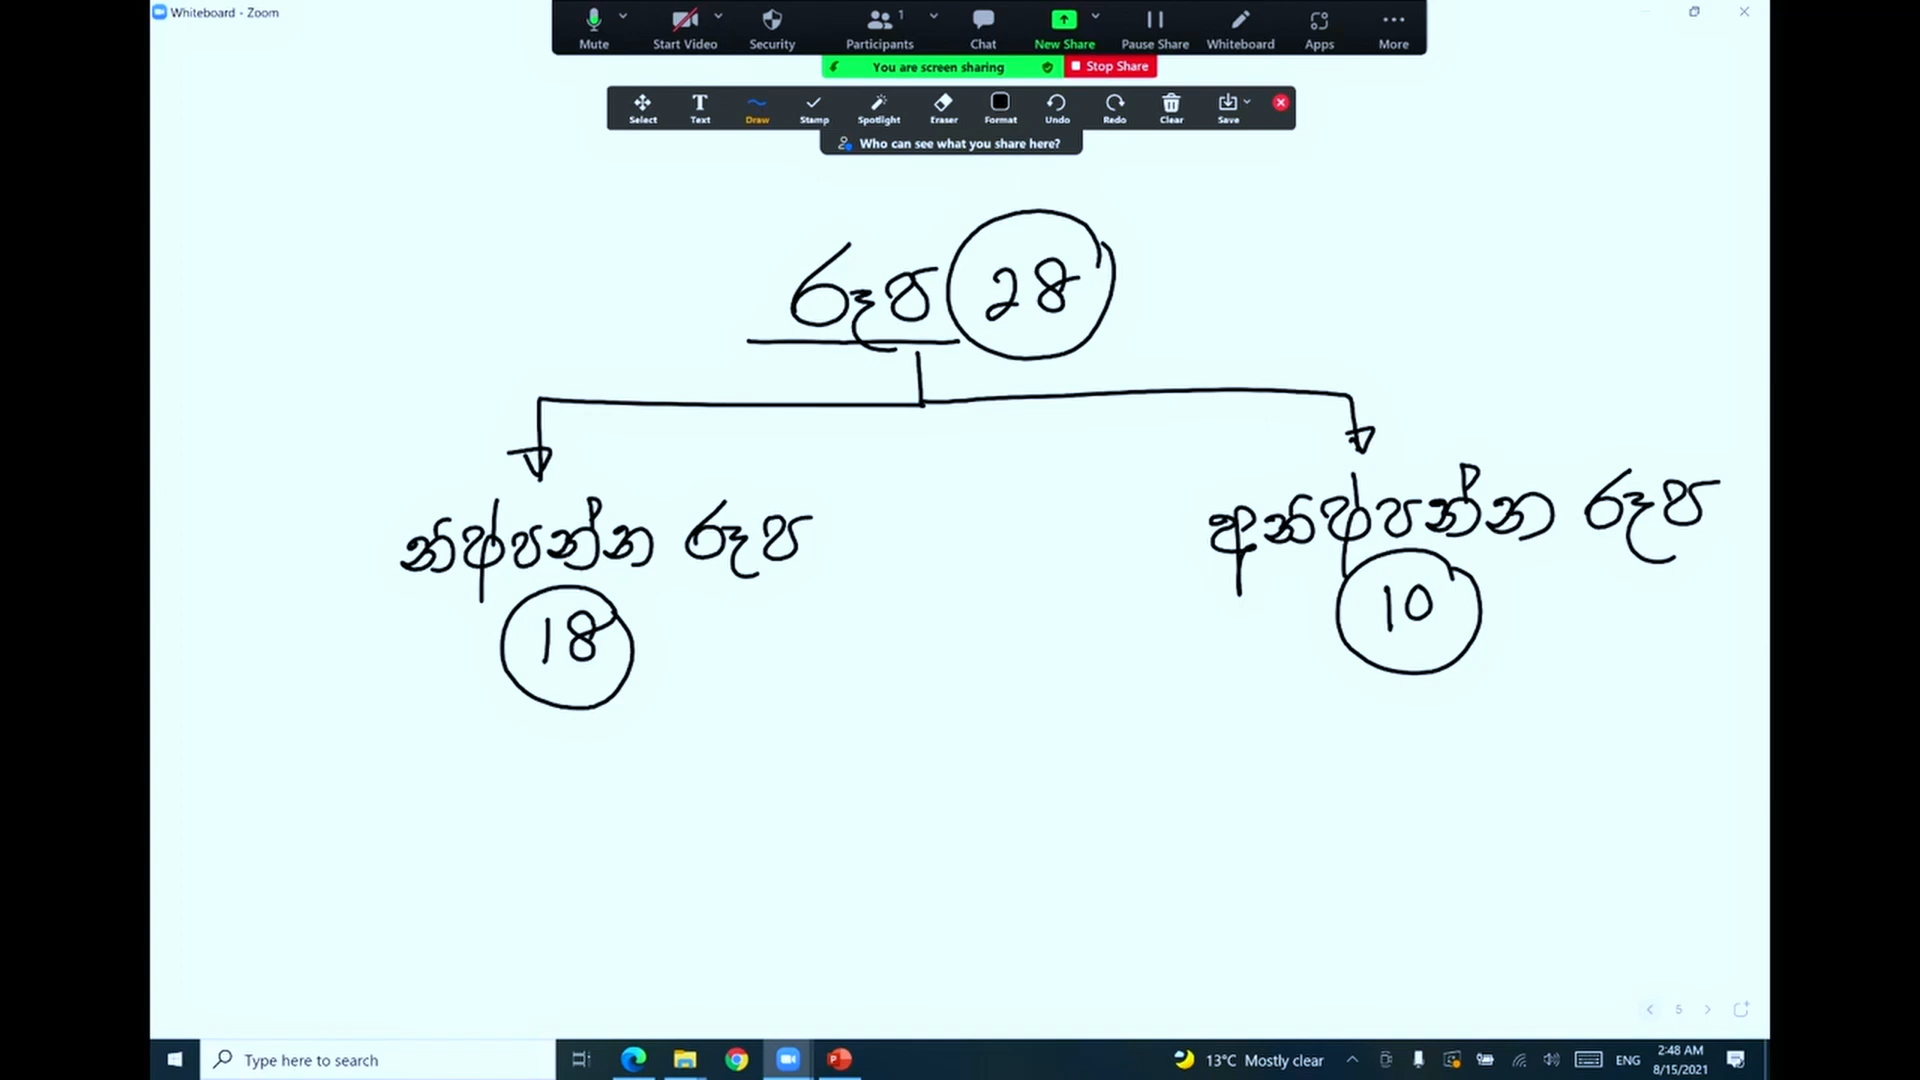 Whiteboard - Zoom
Mute Start Video Security Participants 1 Chat New Share Pause Share Whiteboard Apps More
You are screen sharing Stop Share
Select Text Draw Stamp Spotlight Eraser Format Undo Redo Clear Save
Who can see what you share here?
රූප 28
නිෂ්පන්න රූප
අනිෂ්පන්න රූප
18
10
5
Type here to search
13°C Mostly clear
ENG
2:48 AM
8/15/2021